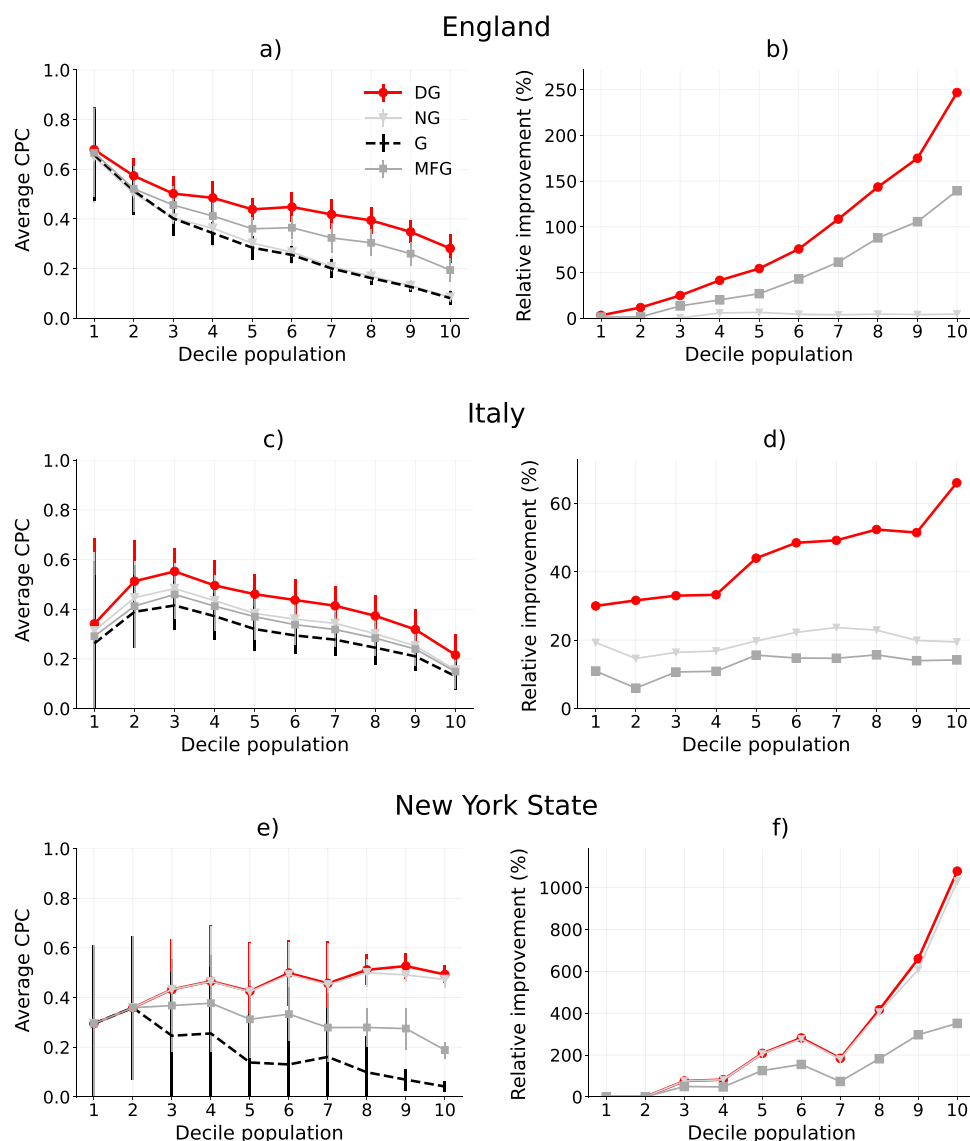 England
a)
Average CPC
1.0
0.8
0.6
0.4
0.2
0.0
DG
NG
G
MFG
1 2 3 4 5 6 7 8 9 10
Decile population
b)
Relative improvement (%)
250
200
150
100
50
0
1 2 3 4 5 6 7 8 9 10
Decile population
Italy
c)
Average CPC
1.0
0.8
0.6
0.4
0.2
0.0
1 2 3 4 5 6 7 8 9 10
Decile population
d)
Relative improvement (%)
60
40
20
0
1 2 3 4 5 6 7 8 9 10
Decile population
New York State
e)
Average CPC
1.0
0.8
0.6
0.4
0.2
0.0
1 2 3 4 5 6 7 8 9 10
Decile population
f)
Relative improvement (%)
1000
800
600
400
200
0
1 2 3 4 5 6 7 8 9 10
Decile population